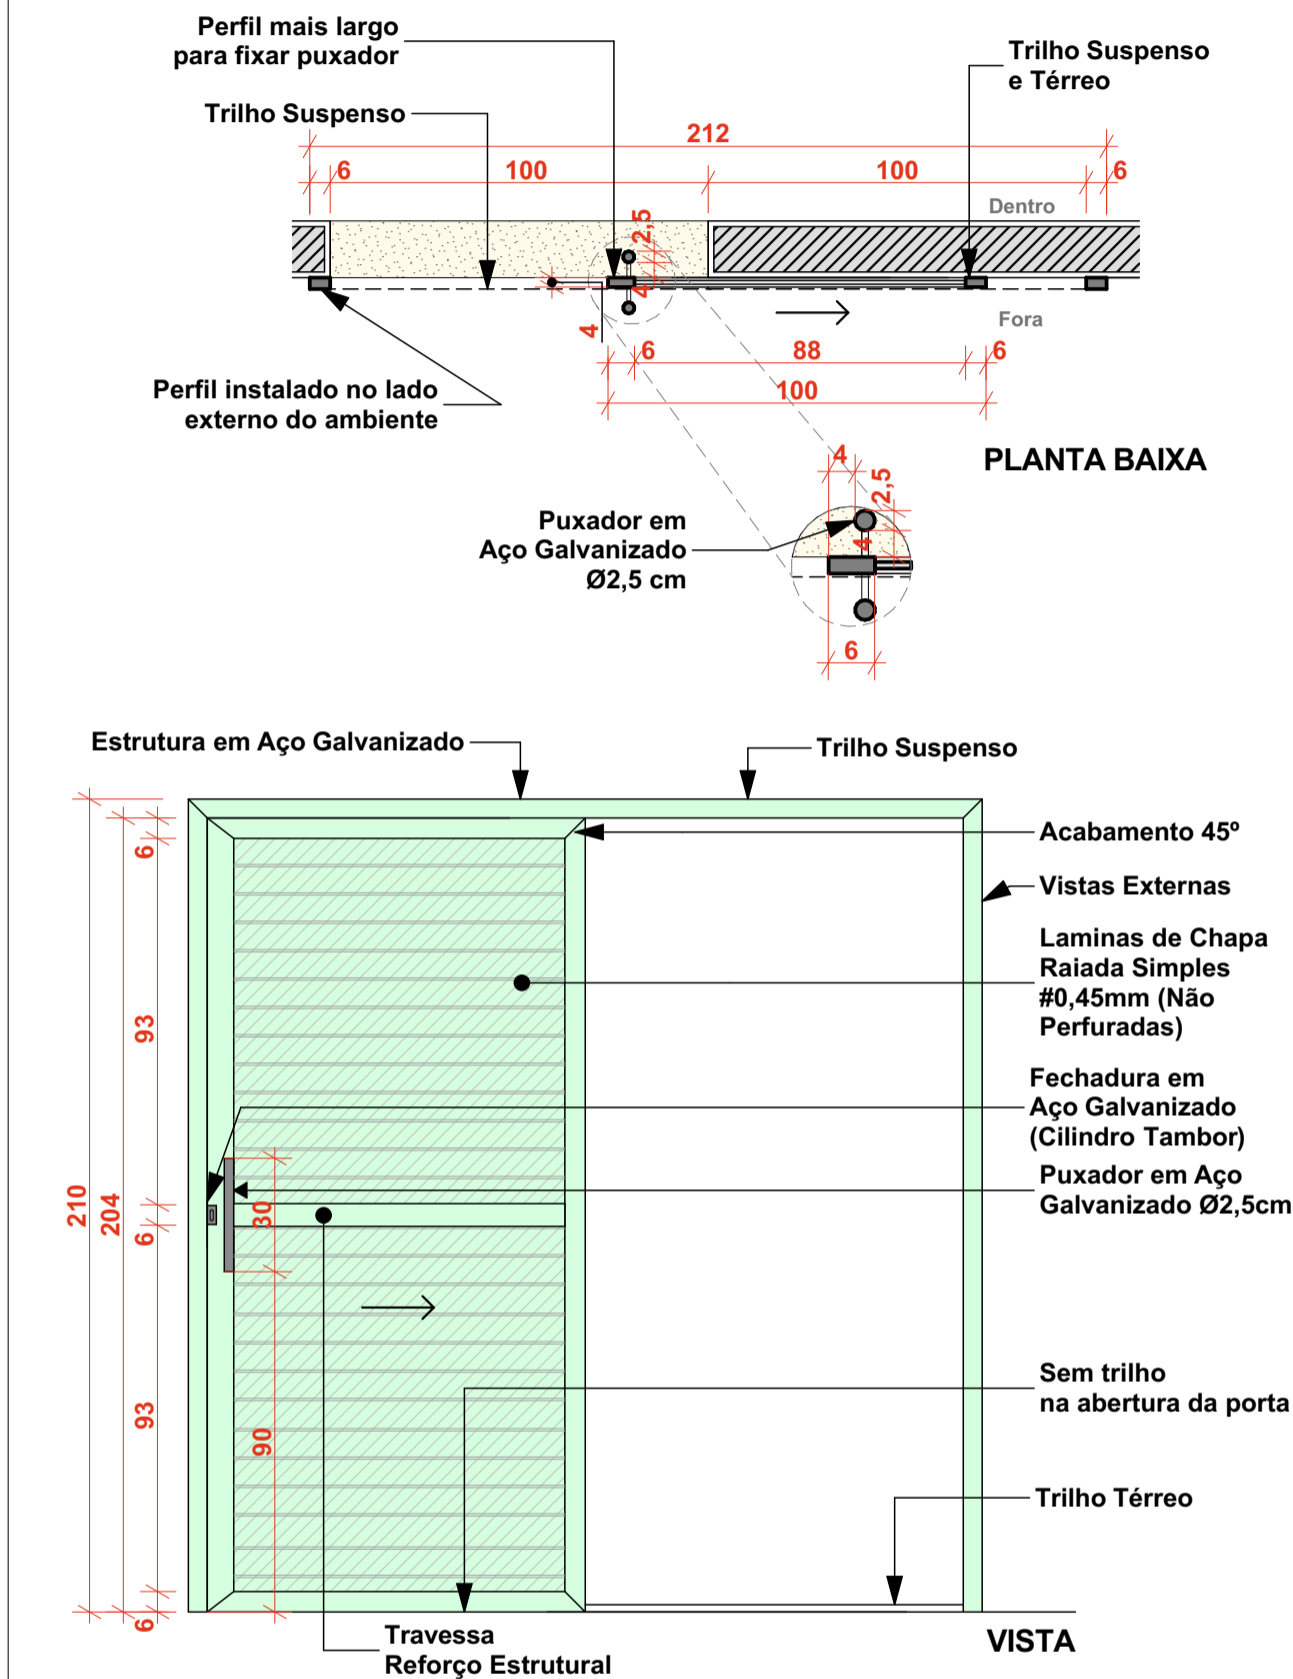 Perfil mais largo
para fixar puxador
Trilho Suspenso
e Térreo
Trilho Suspenso
212
6
100
100
6
Dentro
2,5
4
4
Fora
6
88
6
100
Perfil instalado no lado
externo do ambiente
PLANTA BAIXA
4
2,5
Puxador em
Aço Galvanizado
Ø2,5 cm
4
6
Estrutura em Aço Galvanizado
Trilho Suspenso
6
Acabamento 45º
Vistas Externas
Laminas de Chapa
Raiada Simples
#0,45mm (Não
Perfuradas)
93
Fechadura em
Aço Galvanizado
(Cilindro Tambor)
Puxador em Aço
Galvanizado Ø2,5cm
210
204
30
6
Sem trilho
na abertura da porta
93
90
Trilho Térreo
6
Travessa
Reforço Estrutural
VISTA